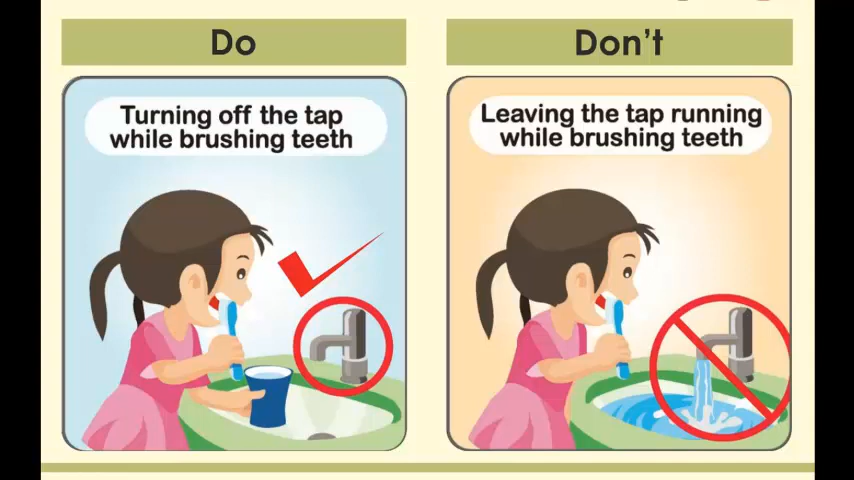 Do
Don't
Turning off the tap
while brushing teeth
Leaving the tap running
while brushing teeth